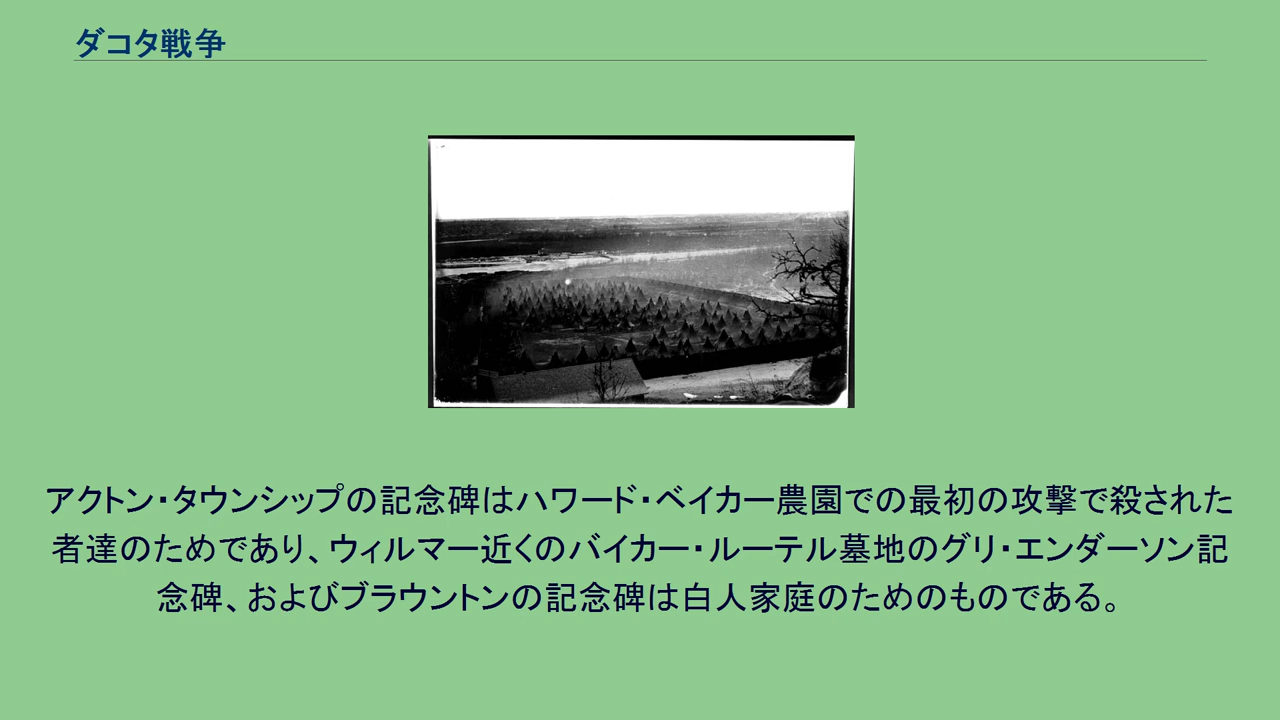 ダコタ戦争
アクトン・タウンシップの記念碑はハワード・ベイカー農園での最初の攻撃で殺された
者達のためであり、ウィルマー近くのバイカー・ルーテル墓地のグリ・エンダーソン記
念碑、およびブラウントンの記念碑は白人家庭のためのものである。